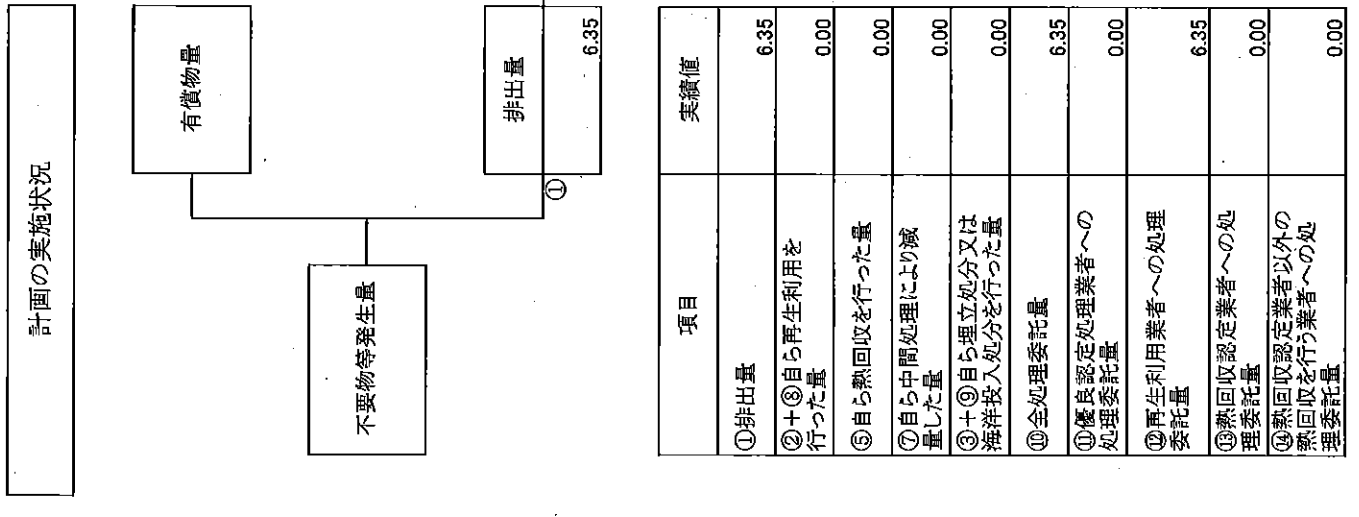 計画の実施状況
有償物量
不要物等発生量
排出量
①
6.35
項目
実績値
①排出量
6.35
②+⑧自ら再生利用を
行った量
0.00
⑤自ら熱回収を行った量
0.00
⑦自ら中間処理により減
量した量
0.00
③+⑨自ら埋立処分又は
海洋投入処分を行った量
0.00
⑩全処理委託量
6.35
⑪優良認定処理業者への
処理委託量
0.00
⑫再生利用業者への処理
委託量
6.35
⑬熱回収認定業者への処
理委託量
0.00
⑭熱回収認定業者以外の
熱回収を行う業者への処
理委託量
0.00